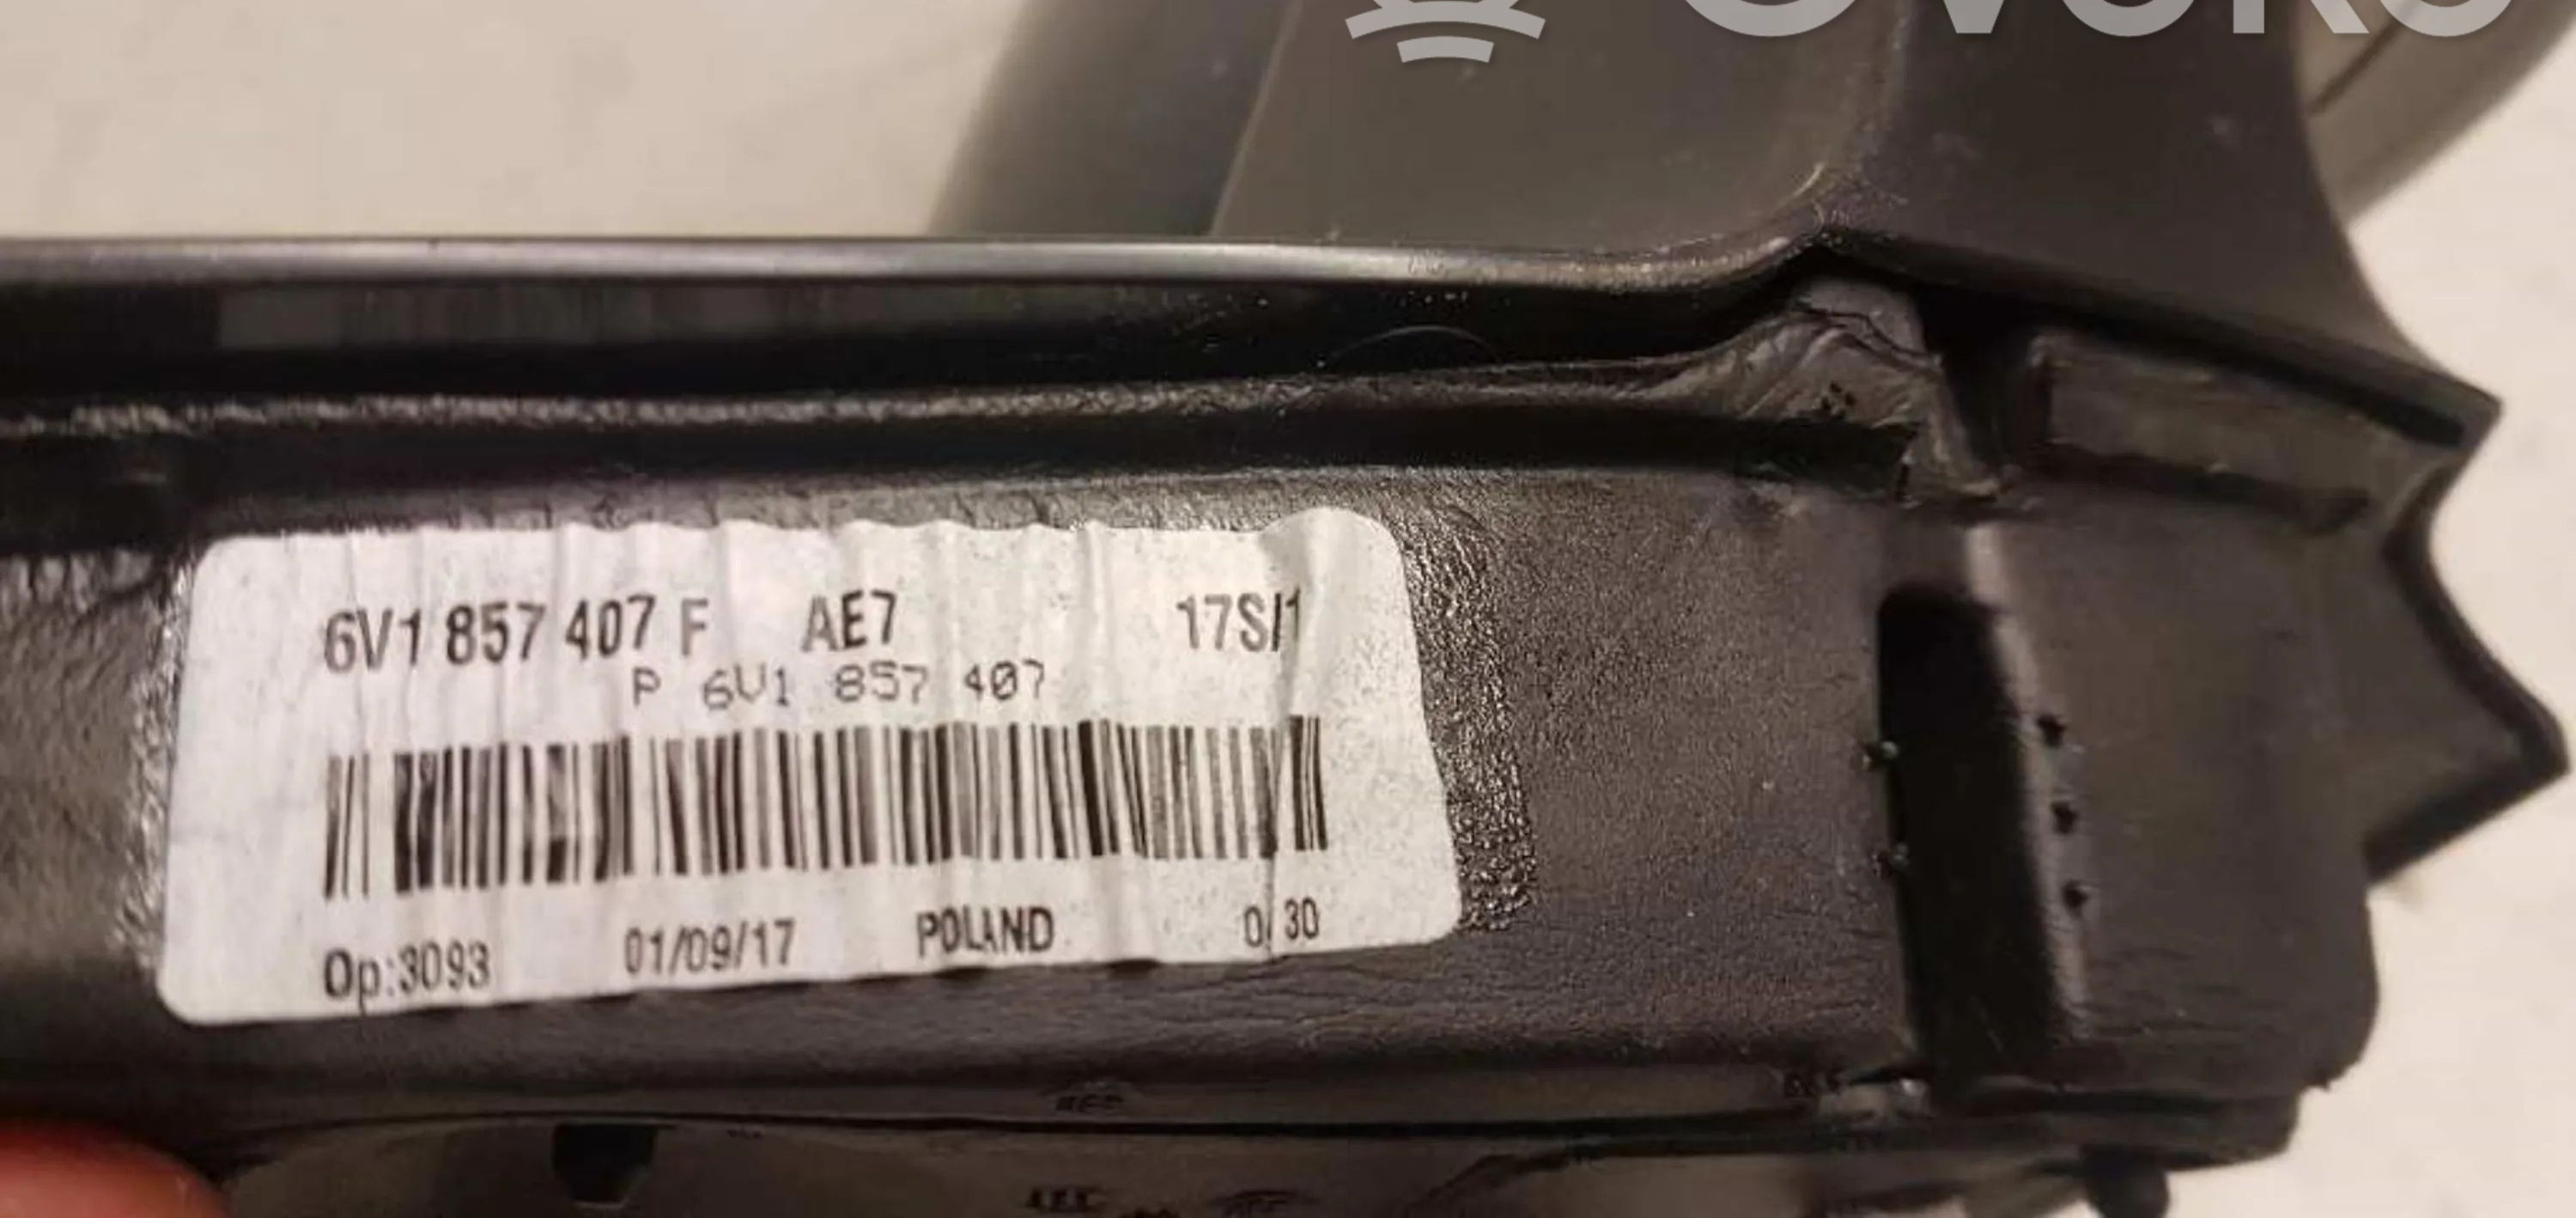 6V1 857 407 F AE7 17S/1
P 6V1 857 407
Op:3093 01/09/17 POLAND 0/30